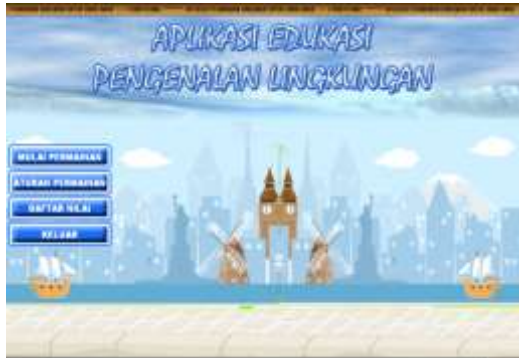 APLIKASI EDUKASI
PENGENALAN LINGKUNGAN
MULAI PERMAINAN
ATURAN PERMAINAN
DAFTAR NILAI
KELUAR